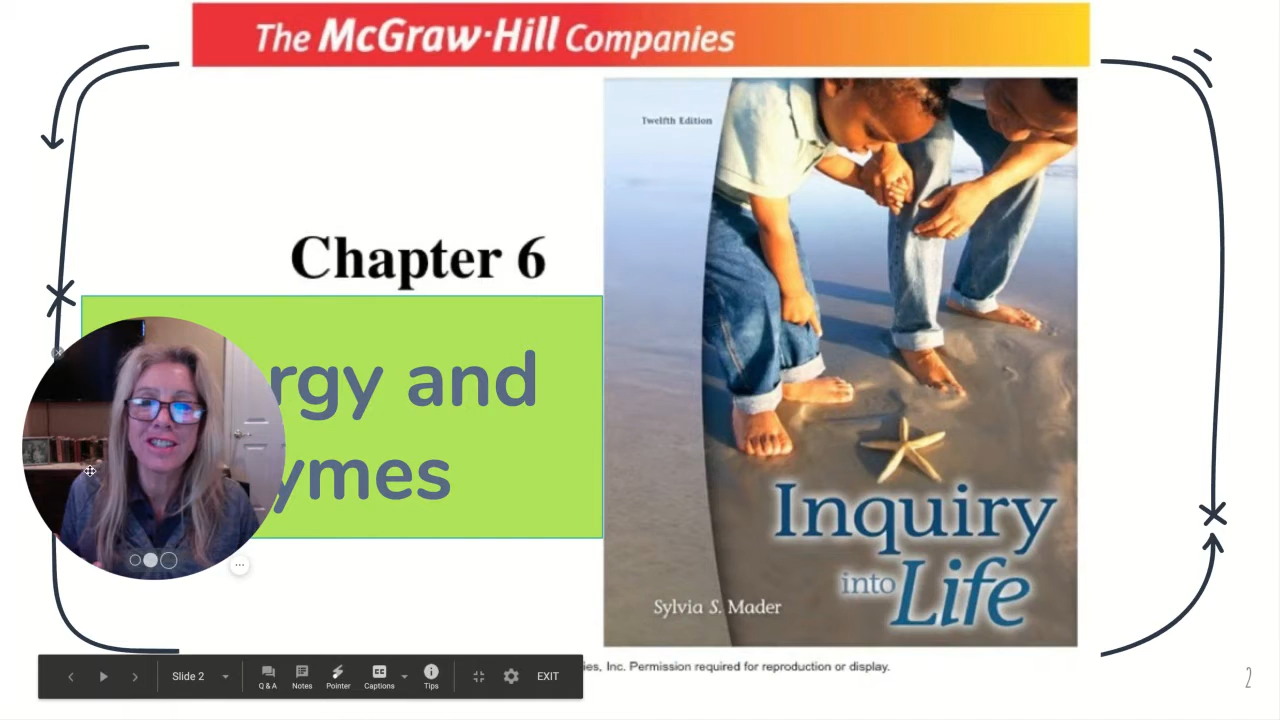 The McGraw·Hill Companies
Twelfth Edition
Chapter 6
rgy and
ymes
Inquiry
into Life
Sylvia S. Mader
ies, Inc. Permission required for reproduction or display.
Slide 2
Q & A
Notes
Pointer
Captions
Tips
EXIT
2